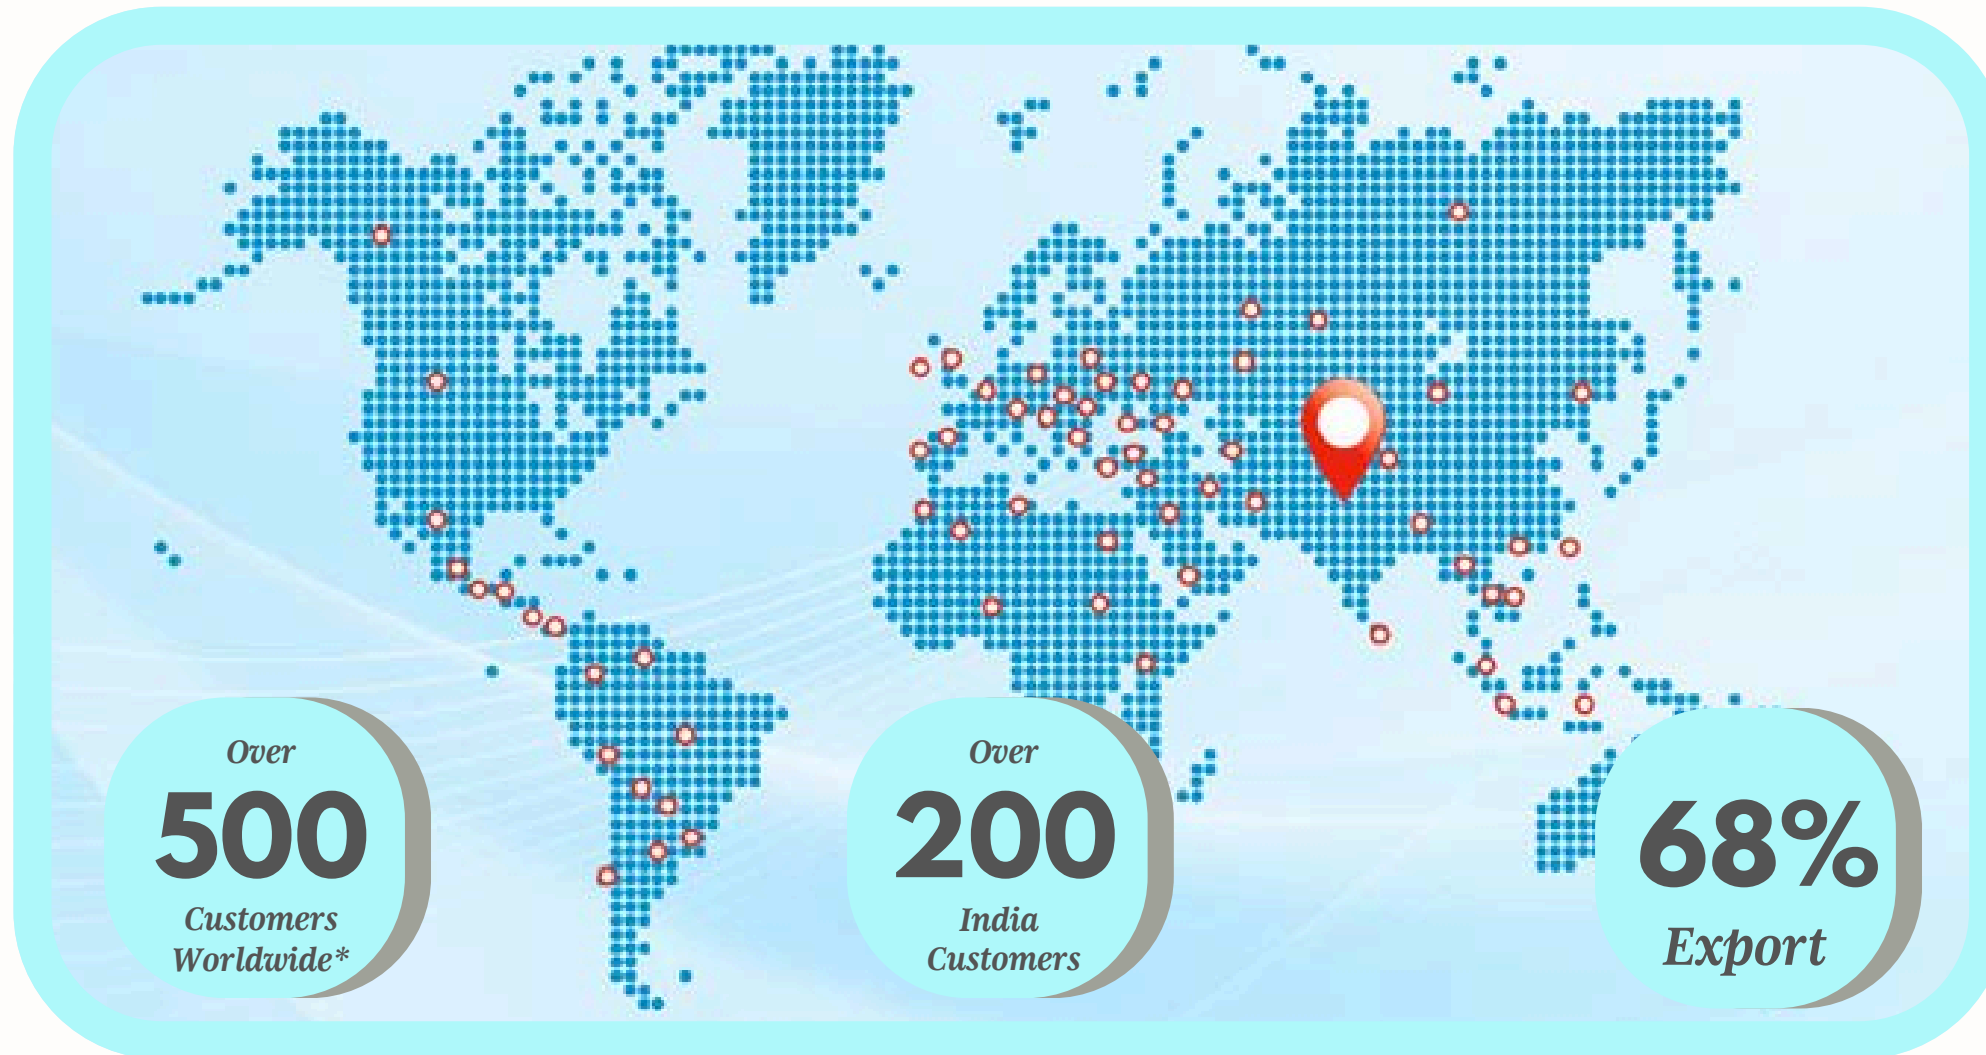 Over
500
Customers
Worldwide*
Over
200
India
Customers
68%
Export